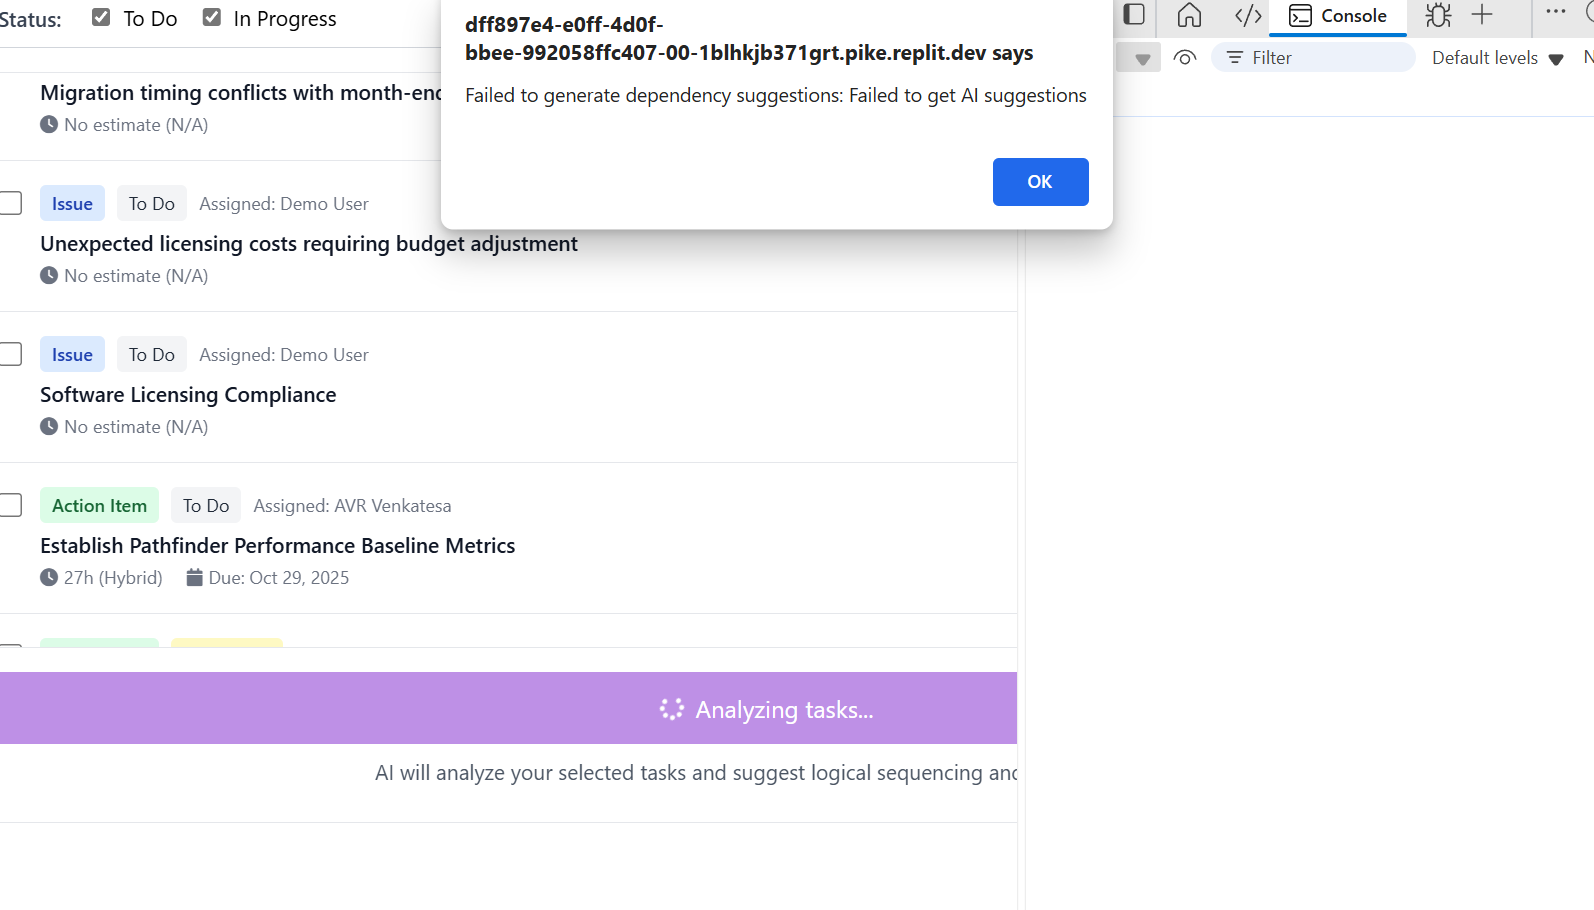 Status: To Do In Progress
dff897e4-e0ff-4d0f-
bbee-992058ffc407-00-1blhkjb371grt.pike.replit.dev says
Failed to generate dependency suggestions: Failed to get AI suggestions
OK
Console
Filter
Default levels
N
Migration timing conflicts with month-end
No estimate (N/A)
Issue To Do Assigned: Demo User
Unexpected licensing costs requiring budget adjustment
No estimate (N/A)
Issue To Do Assigned: Demo User
Software Licensing Compliance
No estimate (N/A)
Action Item To Do Assigned: AVR Venkatesa
Establish Pathfinder Performance Baseline Metrics
27h (Hybrid) Due: Oct 29, 2025
Analyzing tasks...
AI will analyze your selected tasks and suggest logical sequencing and